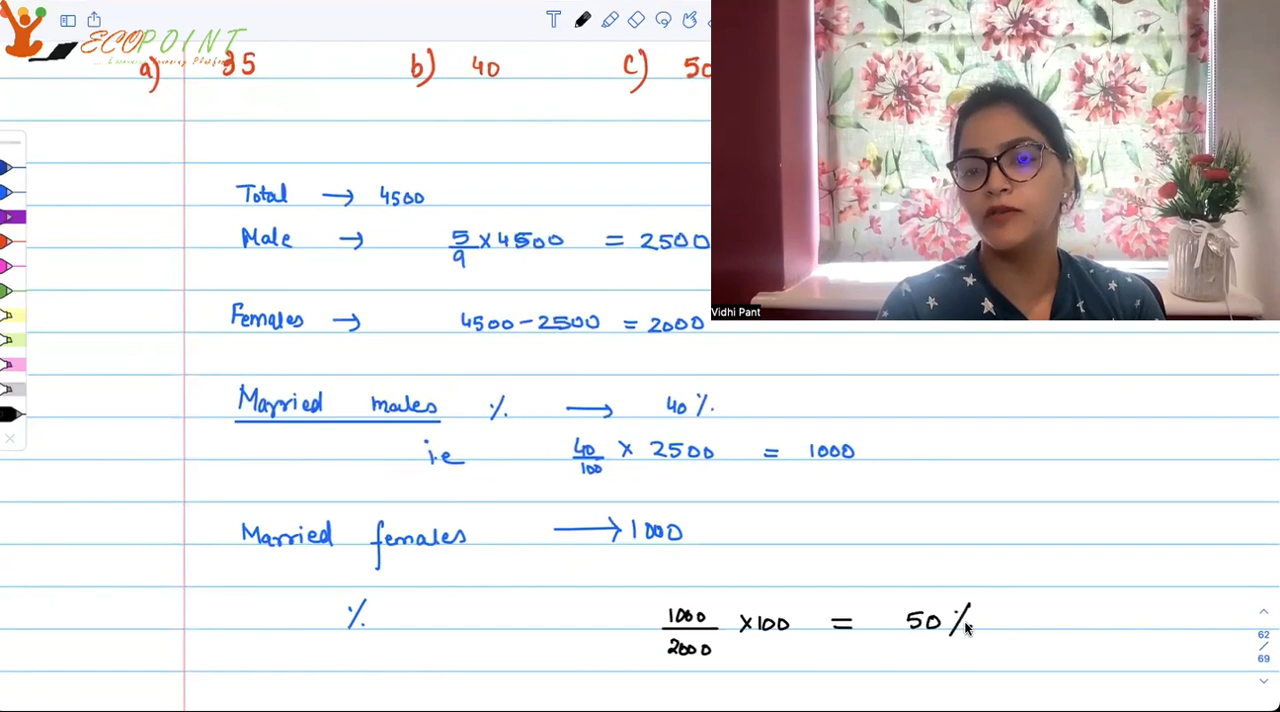 ECOPOINT
a) 35 b) 40 c) 50
Total → 4500
Male → 5/9 × 4500 = 2500
Females → 4500 - 2500 = 2000
Vidhi Pant
Married males % → 40%
i.e 40/100 × 2500 = 1000
Married females → 1000
% 1000/2000 × 100 = 50%
62
/
69